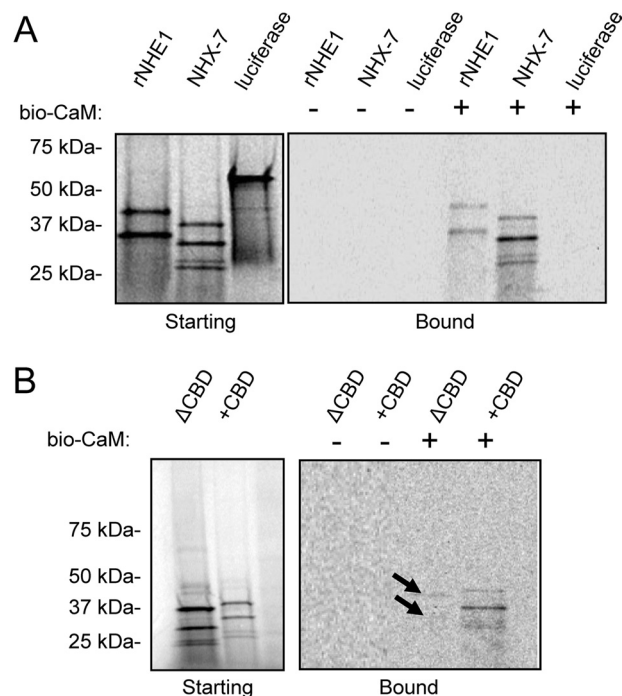 A
rNHE1 NHX-7 luciferase rNHE1 NHX-7 luciferase rNHE1 NHX-7 luciferase
bio-CaM: - - - + + +
75 kDa-
50 kDa-
37 kDa-
25 kDa-
Starting Bound
B
ΔCBD +CBD ΔCBD +CBD ΔCBD +CBD
bio-CaM: - - + +
75 kDa-
50 kDa-
37 kDa-
25 kDa-
Starting Bound